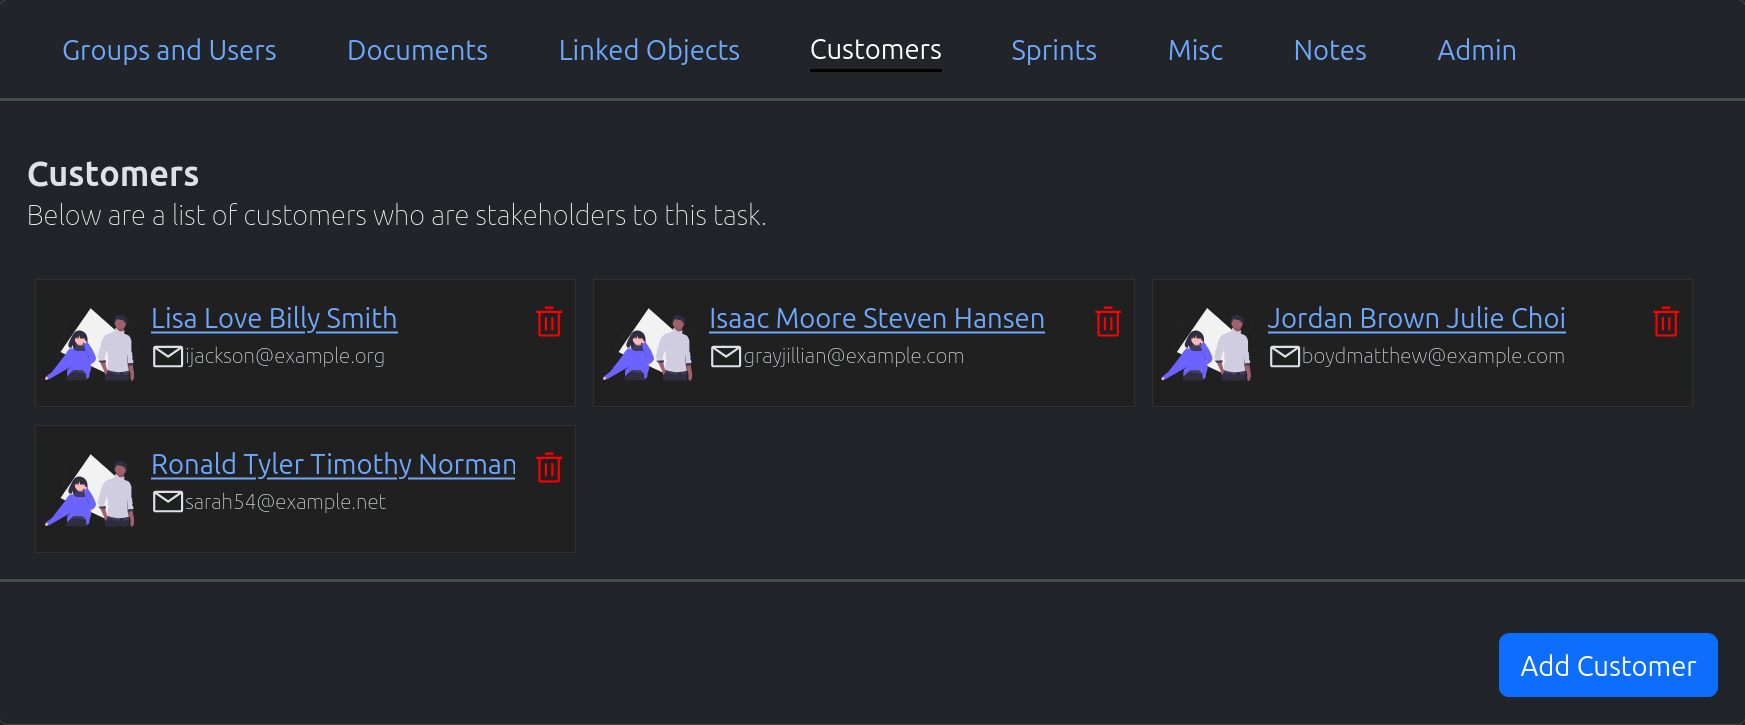 Groups and Users Documents Linked Objects Customers Sprints Misc Notes Admin
Customers
Below are a list of customers who are stakeholders to this task.
Lisa Love Billy Smith
ijackson@example.org
Isaac Moore Steven Hansen
grayjillian@example.com
Jordan Brown Julie Choi
boydmatthew@example.com
Ronald Tyler Timothy Norman
sarah54@example.net
Add Customer